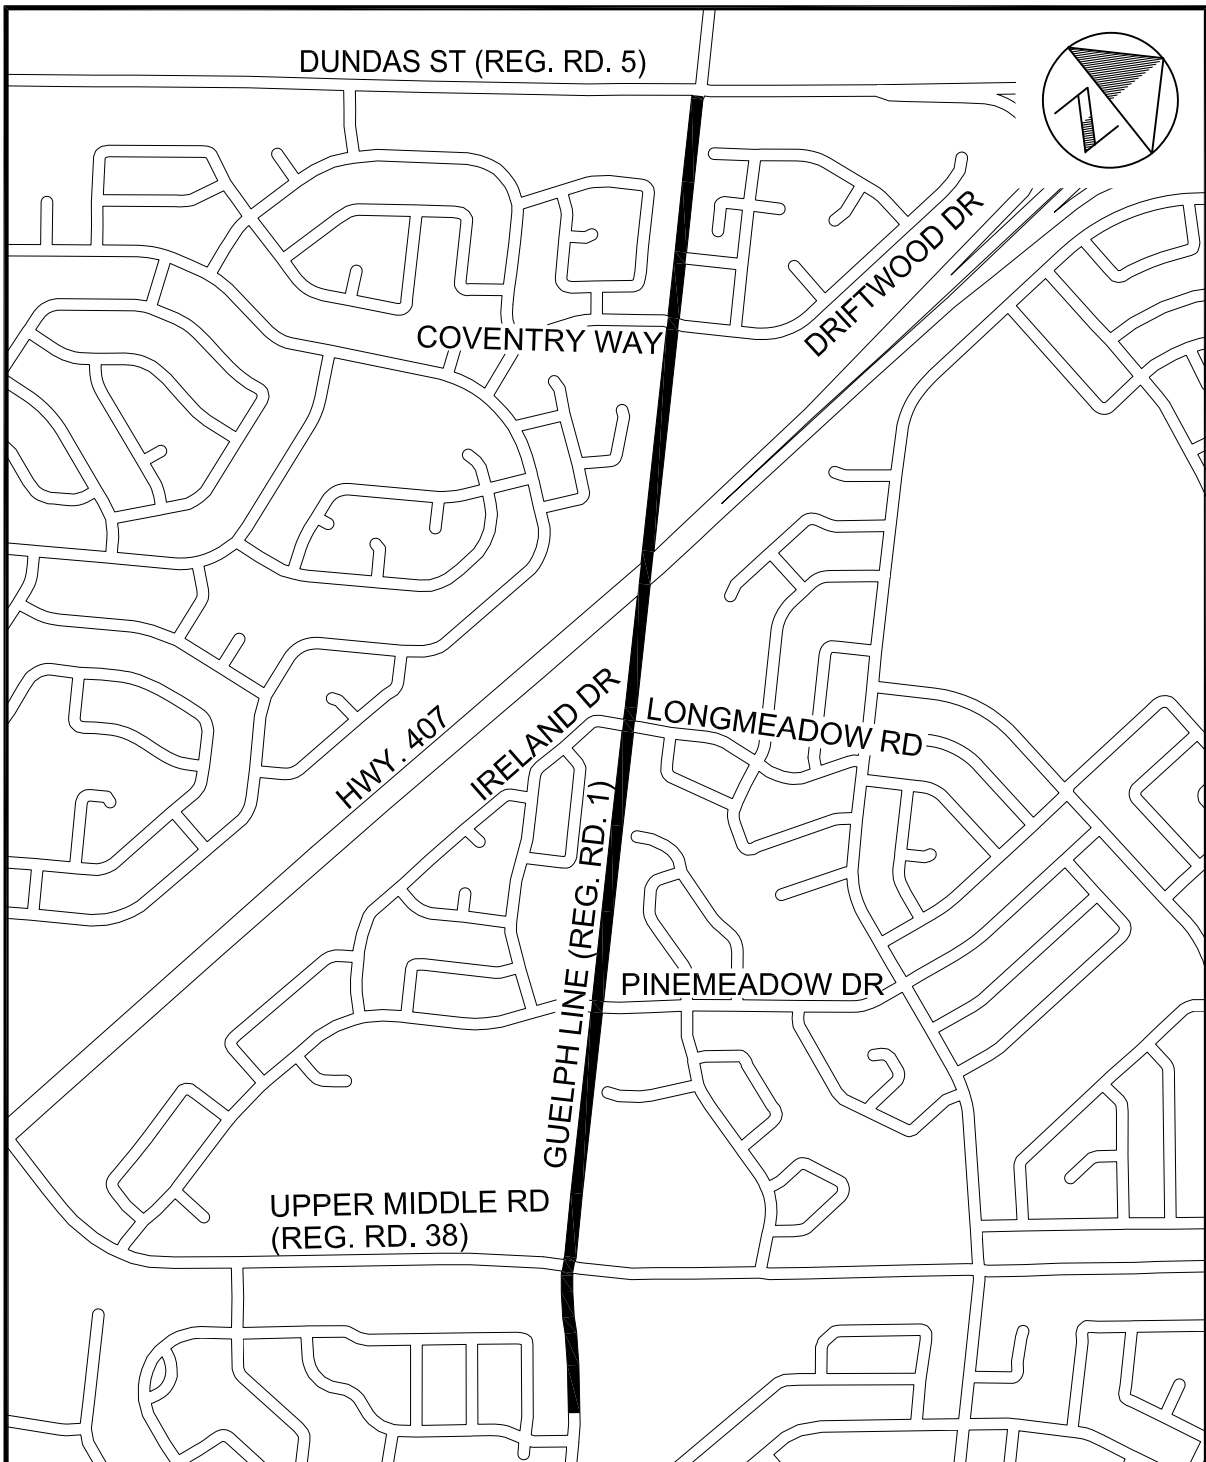 DUNDAS ST (REG. RD. 5)
DRIFTWOOD DR
COVENTRY WAY
HWY. 407
IRELAND DR
LONGMEADOW RD
GUELPH LINE (REG. RD. 1)
PINEMEADOW DR
UPPER MIDDLE RD
(REG. RD. 38)